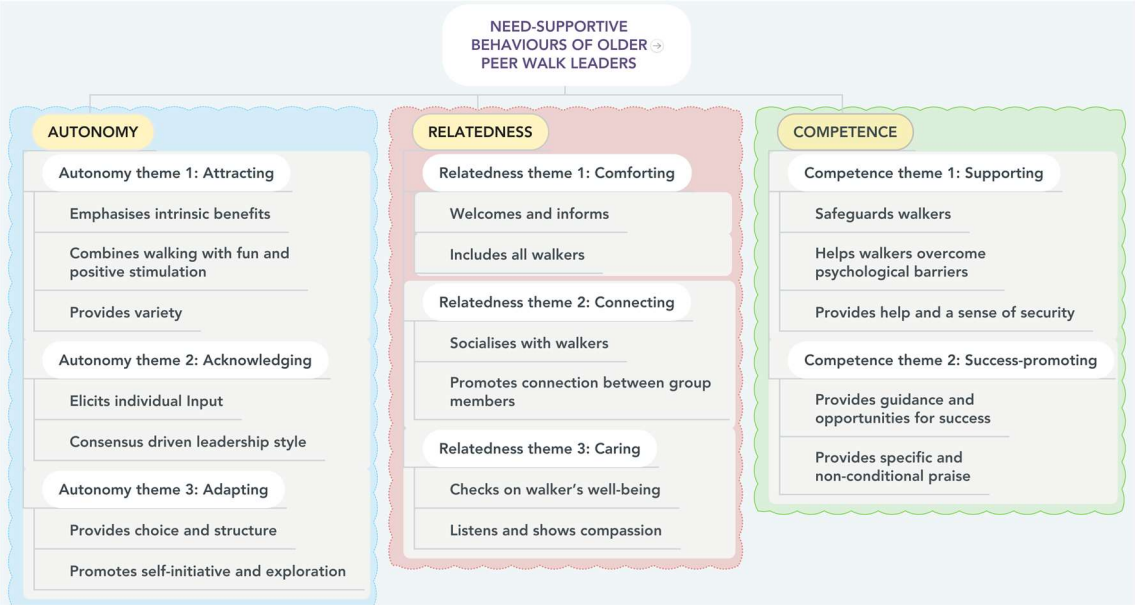 NEED-SUPPORTIVE
BEHAVIOURS OF OLDER
PEER WALK LEADERS
AUTONOMY
Autonomy theme 1: Attracting
Emphasises intrinsic benefits
Combines walking with fun and
positive stimulation
Provides variety
Autonomy theme 2: Acknowledging
Elicits individual Input
Consensus driven leadership style
Autonomy theme 3: Adapting
Provides choice and structure
Promotes self-initiative and exploration
RELATEDNESS
Relatedness theme 1: Comforting
Welcomes and informs
Includes all walkers
Relatedness theme 2: Connecting
Socialises with walkers
Promotes connection between group
members
Relatedness theme 3: Caring
Checks on walker’s well-being
Listens and shows compassion
COMPETENCE
Competence theme 1: Supporting
Safeguards walkers
Helps walkers overcome
psychological barriers
Provides help and a sense of security
Competence theme 2: Success-promoting
Provides guidance and
opportunities for success
Provides specific and
non-conditional praise